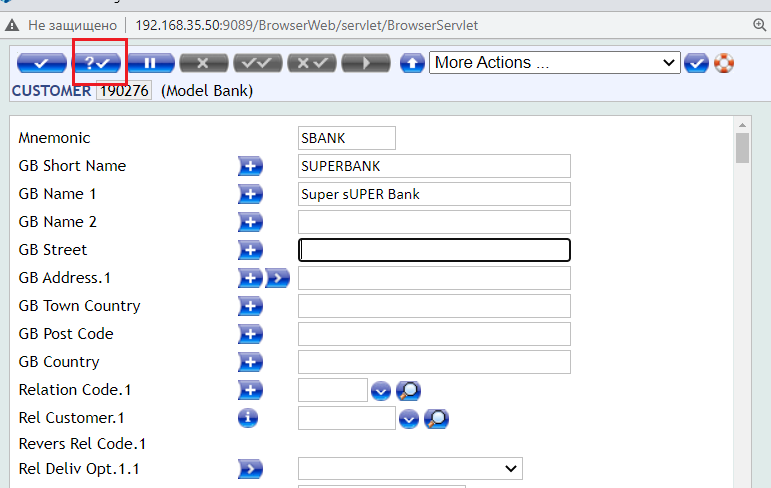 Не защищено 192.168.35.50:9089/BrowserWeb/servlet/BrowserServlet
More Actions ...
CUSTOMER 190276 (Model Bank)
Mnemonic SBANK
GB Short Name SUPERBANK
GB Name 1 Super sUPER Bank
GB Name 2
GB Street
GB Address.1
GB Town Country
GB Post Code
GB Country
Relation Code.1
Rel Customer.1
Revers Rel Code.1
Rel Deliv Opt.1.1